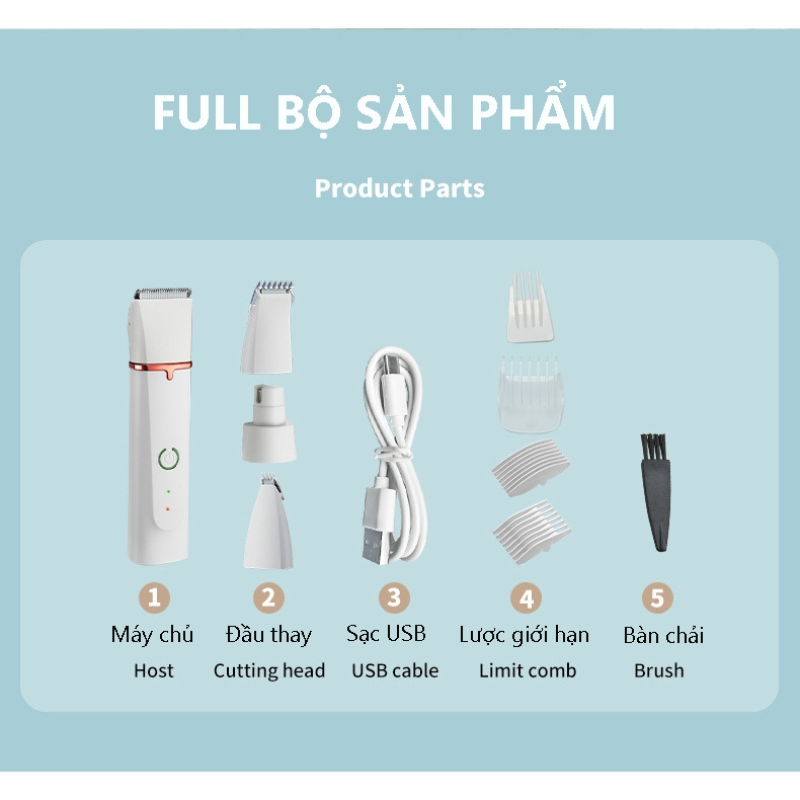 FULL BỘ SẢN PHẨM
Product Parts
1 2 3 4 5
Máy chủ Đầu thay Sạc USB Lược giới hạn Bàn chải
Host Cutting head USB cable Limit comb Brush